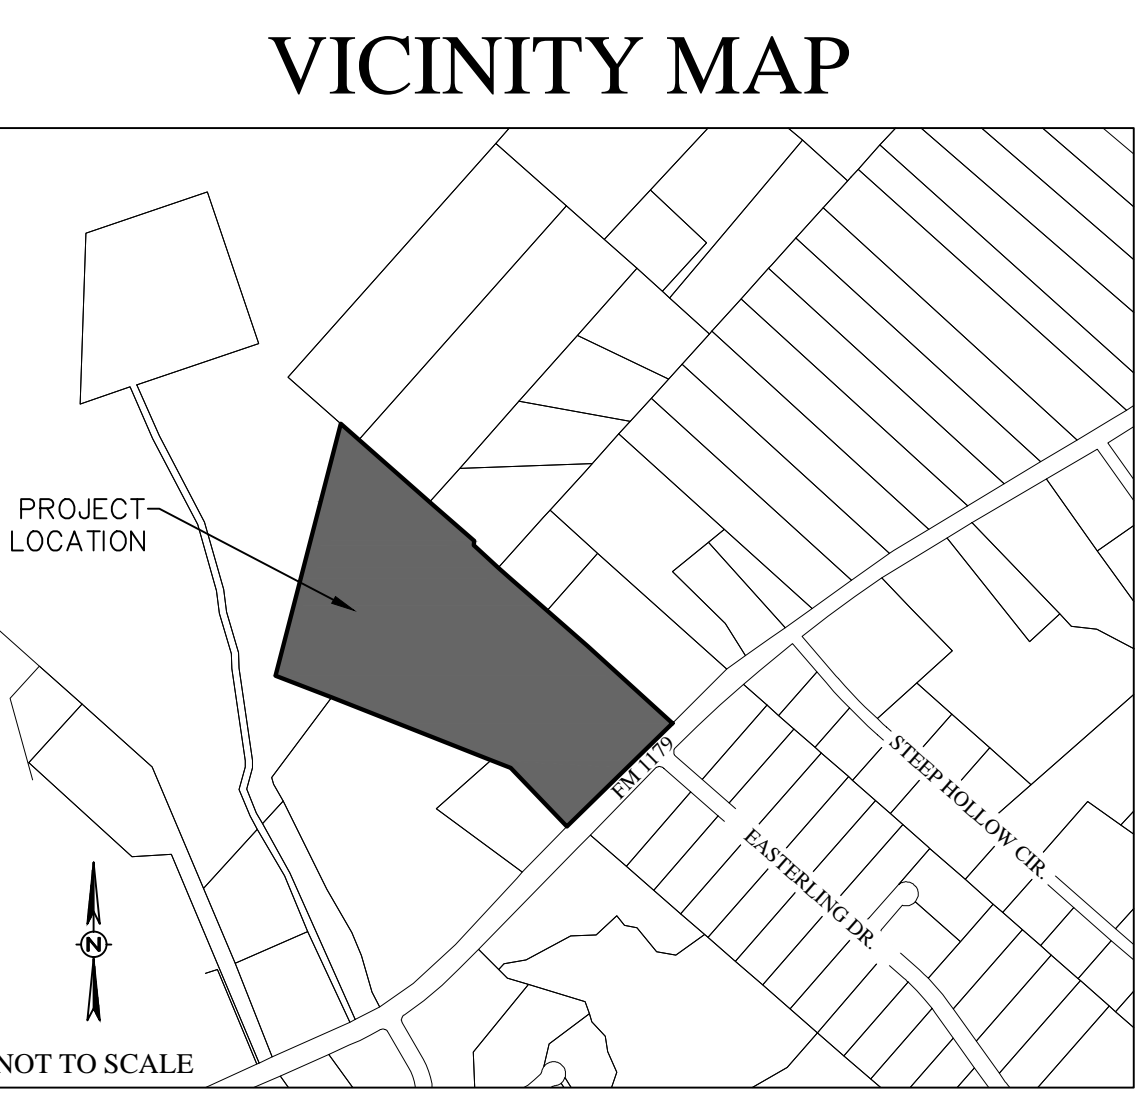 VICINITY MAP
PROJECT
LOCATION
FM 1179
STEEP HOLLOW CIR.
EASTERLING DR.
N
NOT TO SCALE